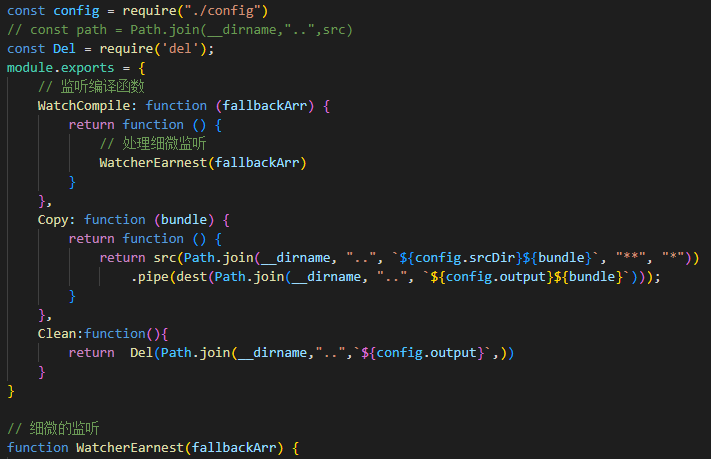 const config = require("./config")
// const path = Path.join(__dirname,"..",src)
const Del = require('del');
module.exports = {
    // 监听编译函数
    WatchCompile: function (fallbackArr) {
        return function () {
            // 处理细微监听
            WatcherEarnest(fallbackArr)
        }
    },
    Copy: function (bundle) {
        return function () {
            return src(Path.join(__dirname, "..", `${config.srcDir}${bundle}`, "**", "*"))
                .pipe(dest(Path.join(__dirname, "..", `${config.output}${bundle}`)));
        }
    },
    Clean:function(){
        return  Del(Path.join(__dirname,"..",`${config.output}`,))
    }
}
// 细微的监听
function WatcherEarnest(fallbackArr) {